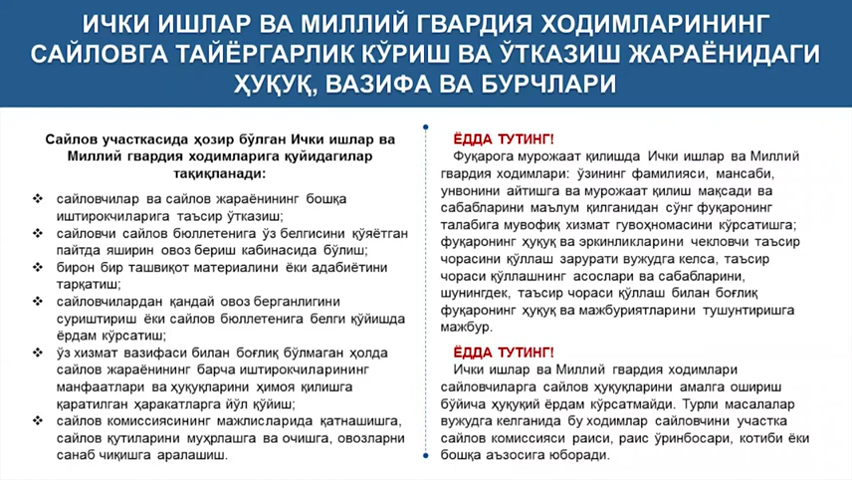 ИЧКИ ИШЛАР ВА МИЛЛИЙ ГВАРДИЯ ХОДИМЛАРИНИНГ
САЙЛОВГА ТАЙЁРГАРЛИК КЎРИШ ВА ЎТКАЗИШ ЖАРАЁНИДАГИ
ҲУҚУҚ, ВАЗИФА ВА БУРЧЛАРИ
Сайлов участкасида ҳозир бўлган Ички ишлар ва
Миллий гвардия ходимларига қуйидагилар
тақиқланади:
❖ сайловчилар ва сайлов жараёнининг бошқа
иштирокчиларига таъсир ўтказиш;
❖ сайловчи сайлов бюллетенига ўз белгисини қўяётган
пайтда яширин овоз бериш кабинасида бўлиш;
❖ бирон бир ташвиқот материалини ёки адабиётини
тарқатиш;
❖ сайловчилардан қандай овоз берганлигини
суриштириш ёки сайлов бюллетенига белги қўйишда
ёрдам кўрсатиш;
❖ ўз хизмат вазифаси билан боғлиқ бўлмаган ҳолда
сайлов жараёнининг барча иштирокчиларининг
манфаатлари ва ҳуқуқларини ҳимоя қилишга
қаратилган ҳаракатларга йўл қўйиш;
❖ сайлов комиссиясининг мажлисларида қатнашишга,
сайлов қутиларини муҳрлашга ва очишга, овозларни
санаб чиқишга аралашиш.
ЁДДА ТУТИНГ!
Фуқарога мурожаат қилишда Ички ишлар ва Миллий
гвардия ходимлари: ўзининг фамилияси, мансаби,
унвонини айтишга ва мурожаат қилиш мақсади ва
сабабларини маълум қилганидан сўнг фуқаронинг
талабига мувофиқ хизмат гувоҳномасини кўрсатишга;
фуқаронинг ҳуқуқ ва эркинликларини чекловчи таъсир
чорасини қўллаш зарурати вужудга келса, таъсир
чораси қўллашнинг асослари ва сабабларини,
шунингдек, таъсир чораси қўллаш билан боғлиқ
фуқаронинг ҳуқуқ ва мажбуриятларини тушунтиришга
мажбур.
ЁДДА ТУТИНГ!
Ички ишлар ва Миллий гвардия ходимлари
сайловчиларга сайлов ҳуқуқларини амалга ошириш
бўйича ҳуқуқий ёрдам кўрсатмайди. Турли масалалар
вужудга келганида бу ходимлар сайловчини участка
сайлов комиссияси раиси, раис ўринбосари, котиби ёки
бошқа аъзосига юборади.